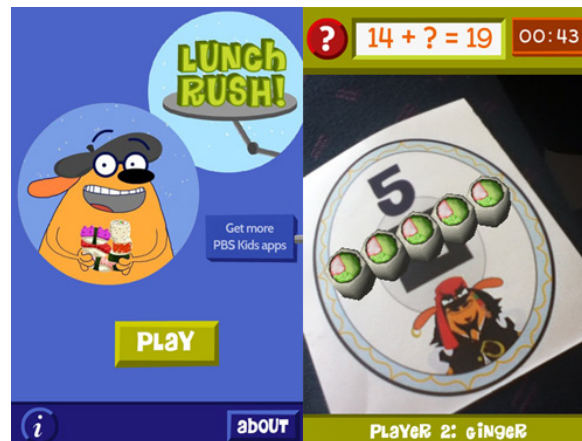 LUNCH
RUSH!
Get more
PBS Kids apps
PLAY
i
ABOUT
?
14 + ? = 19
00:43
5
PLAYER 2: GINGER